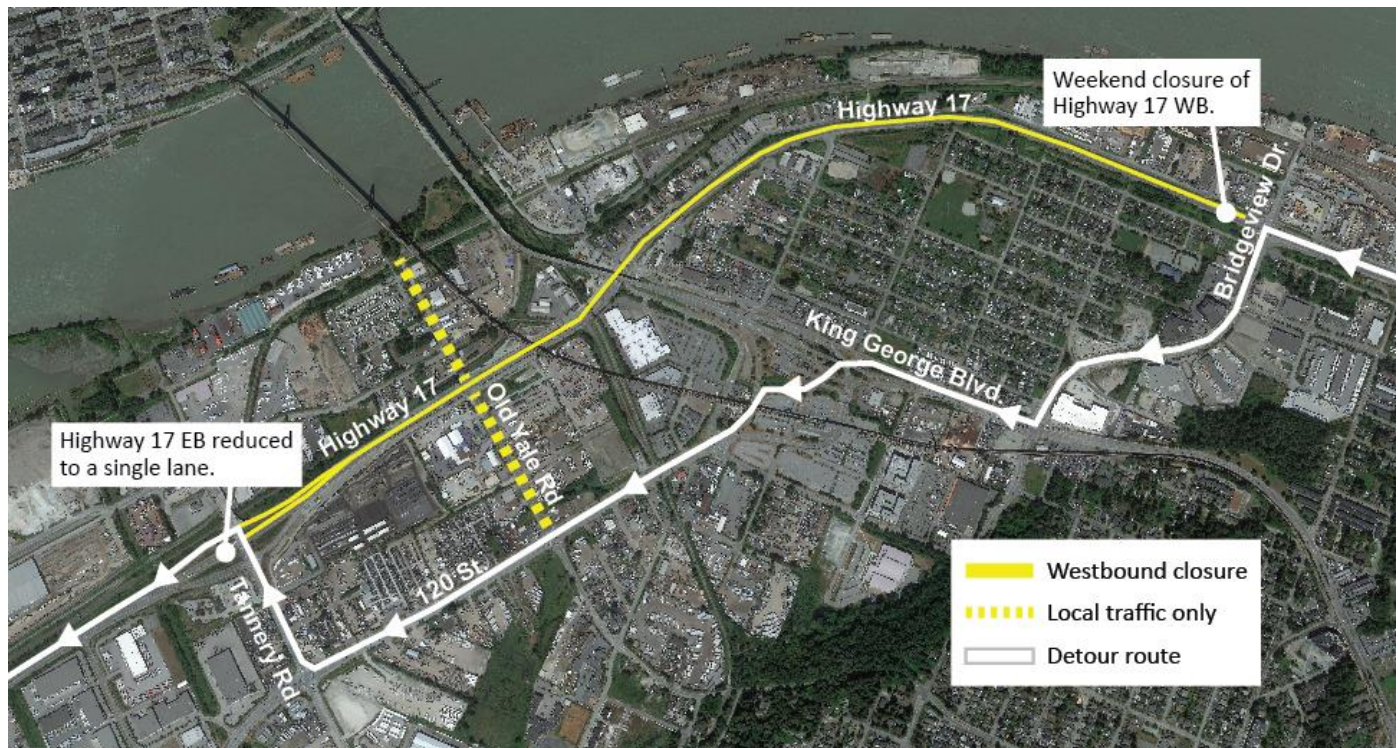 Weekend closure of
Highway 17 WB.
Highway 17
Bridgeview Dr.
King George Blvd.
Old Yale Rd.
Highway 17
Highway 17 EB reduced
to a single lane.
120 St.
Tannery Rd.
Westbound closure
Local traffic only
Detour route